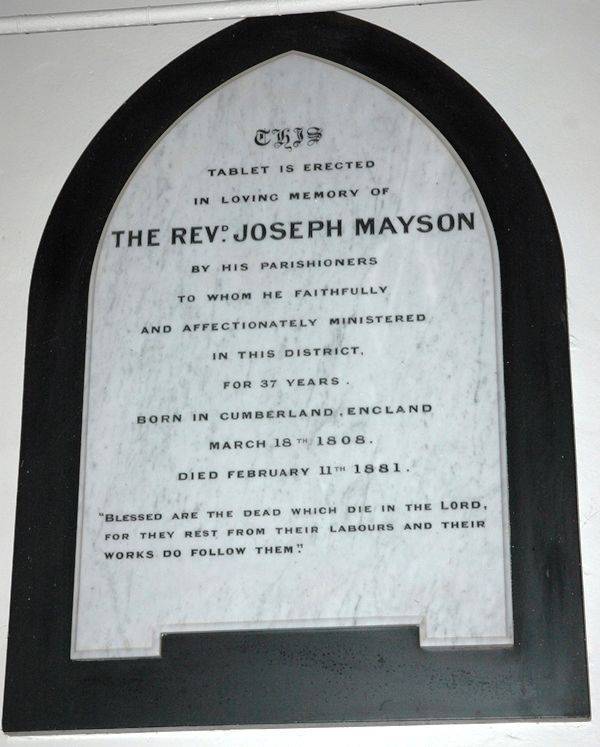 THIS
TABLET IS ERECTED
IN LOVING MEMORY OF
THE REVD. JOSEPH MAYSON
BY HIS PARISHIONERS
TO WHOM HE FAITHFULLY
AND AFFECTIONATELY MINISTERED
IN THIS DISTRICT,
FOR 37 YEARS.
BORN IN CUMBERLAND, ENGLAND
MARCH 18TH 1808.
DIED FEBRUARY 11TH 1881.
"BLESSED ARE THE DEAD WHICH DIE IN THE LORD,
FOR THEY REST FROM THEIR LABOURS AND THEIR
WORKS DO FOLLOW THEM."